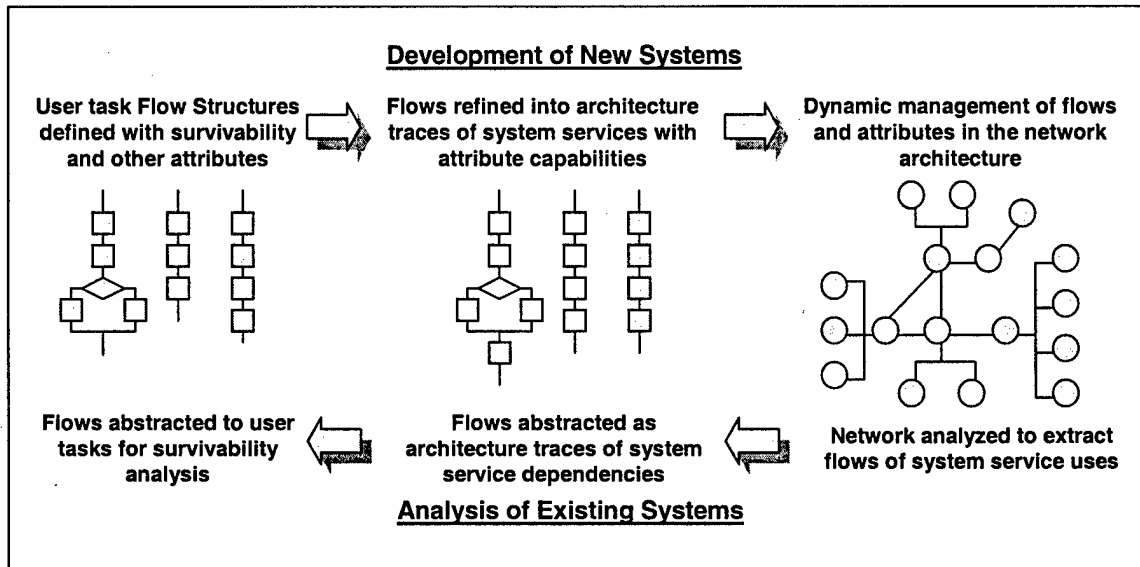 Development of New Systems
User task Flow Structures
defined with survivability
and other attributes
Flows refined into architecture
traces of system services with
attribute capabilities
Dynamic management of flows
and attributes in the network
architecture
Flows abstracted to user
tasks for survivability
analysis
Flows abstracted as
architecture traces of system
service dependencies
Network analyzed to extract
flows of system service uses
Analysis of Existing Systems